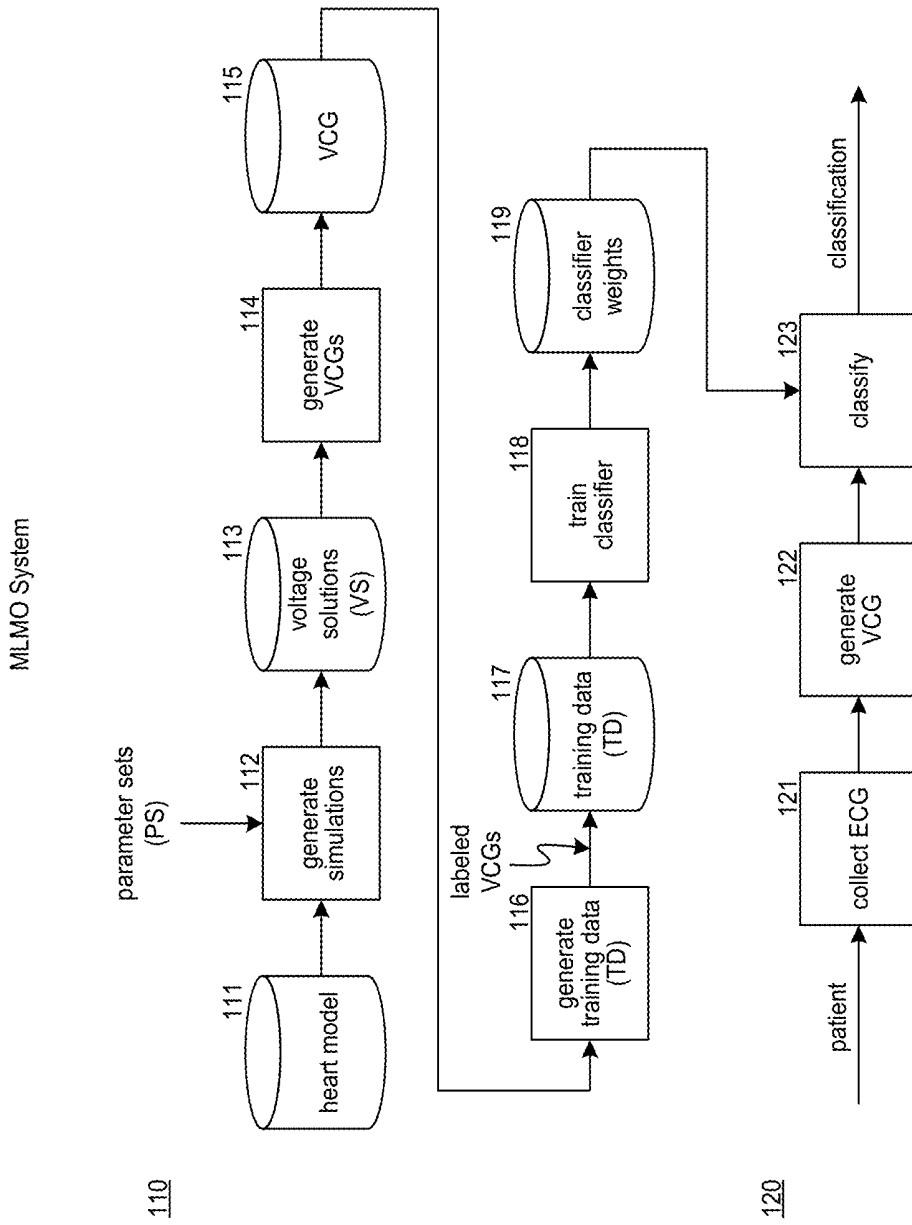 MLMO System
110
parameter sets
(PS)
111
heart model
112
generate
simulations
113
voltage
solutions
(VS)
114
generate
VCGs
115
VCG
116
generate
training data
(TD)
labeled
VCGs
117
training data
(TD)
118
train
classifier
119
classifier
weights
120
patient
121
collect ECG
122
generate
VCG
123
classify
classification